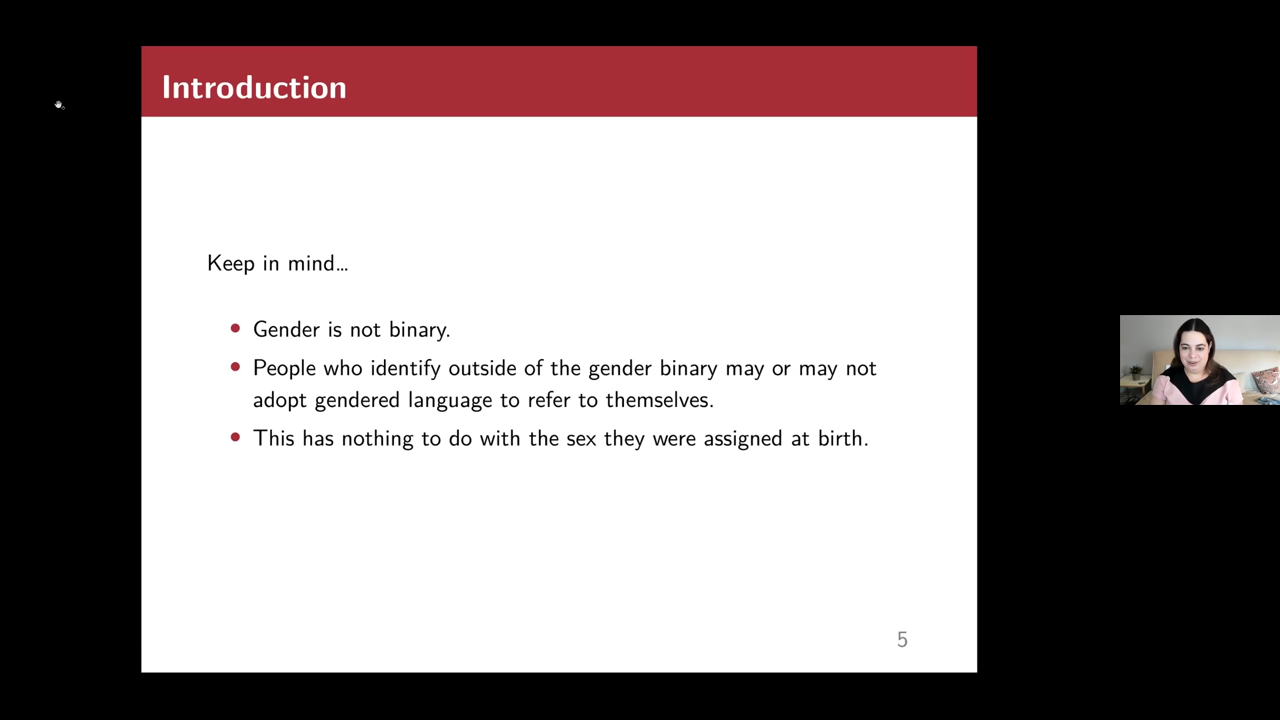 Introduction
Keep in mind…
• Gender is not binary.
• People who identify outside of the gender binary may or may not
adopt gendered language to refer to themselves.
• This has nothing to do with the sex they were assigned at birth.
5